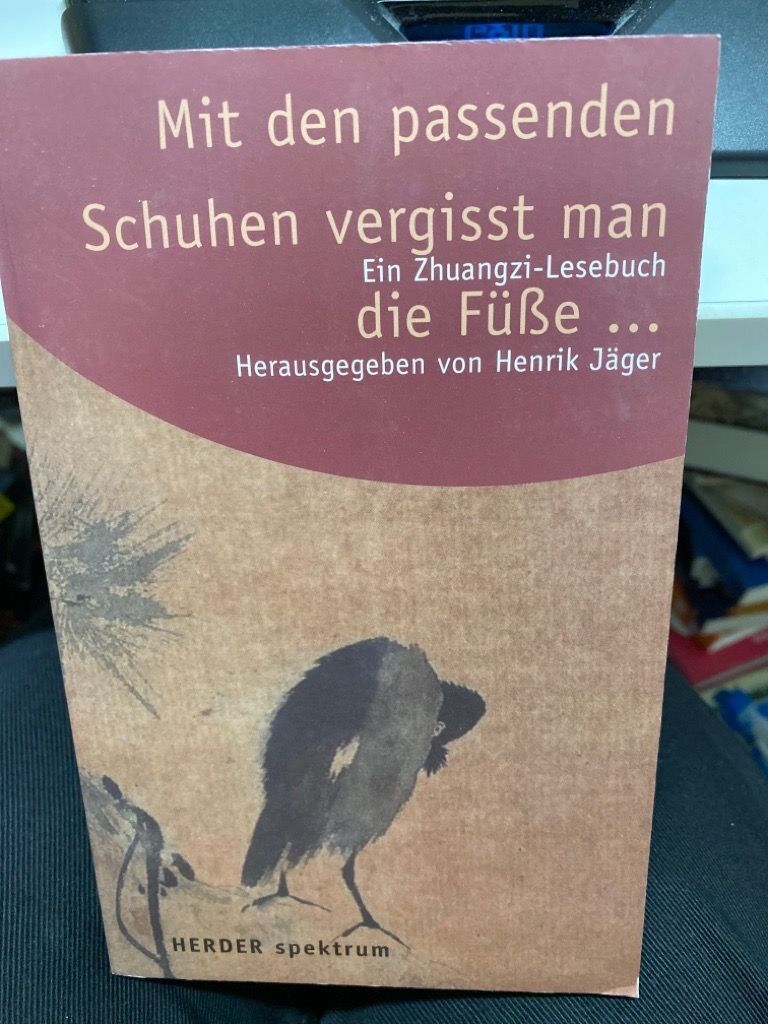 Mit den passenden
Schuhen vergisst man
Ein Zhuangzi-Lesebuch
die Füße ...
Herausgegeben von Henrik Jäger
HERDER spektrum